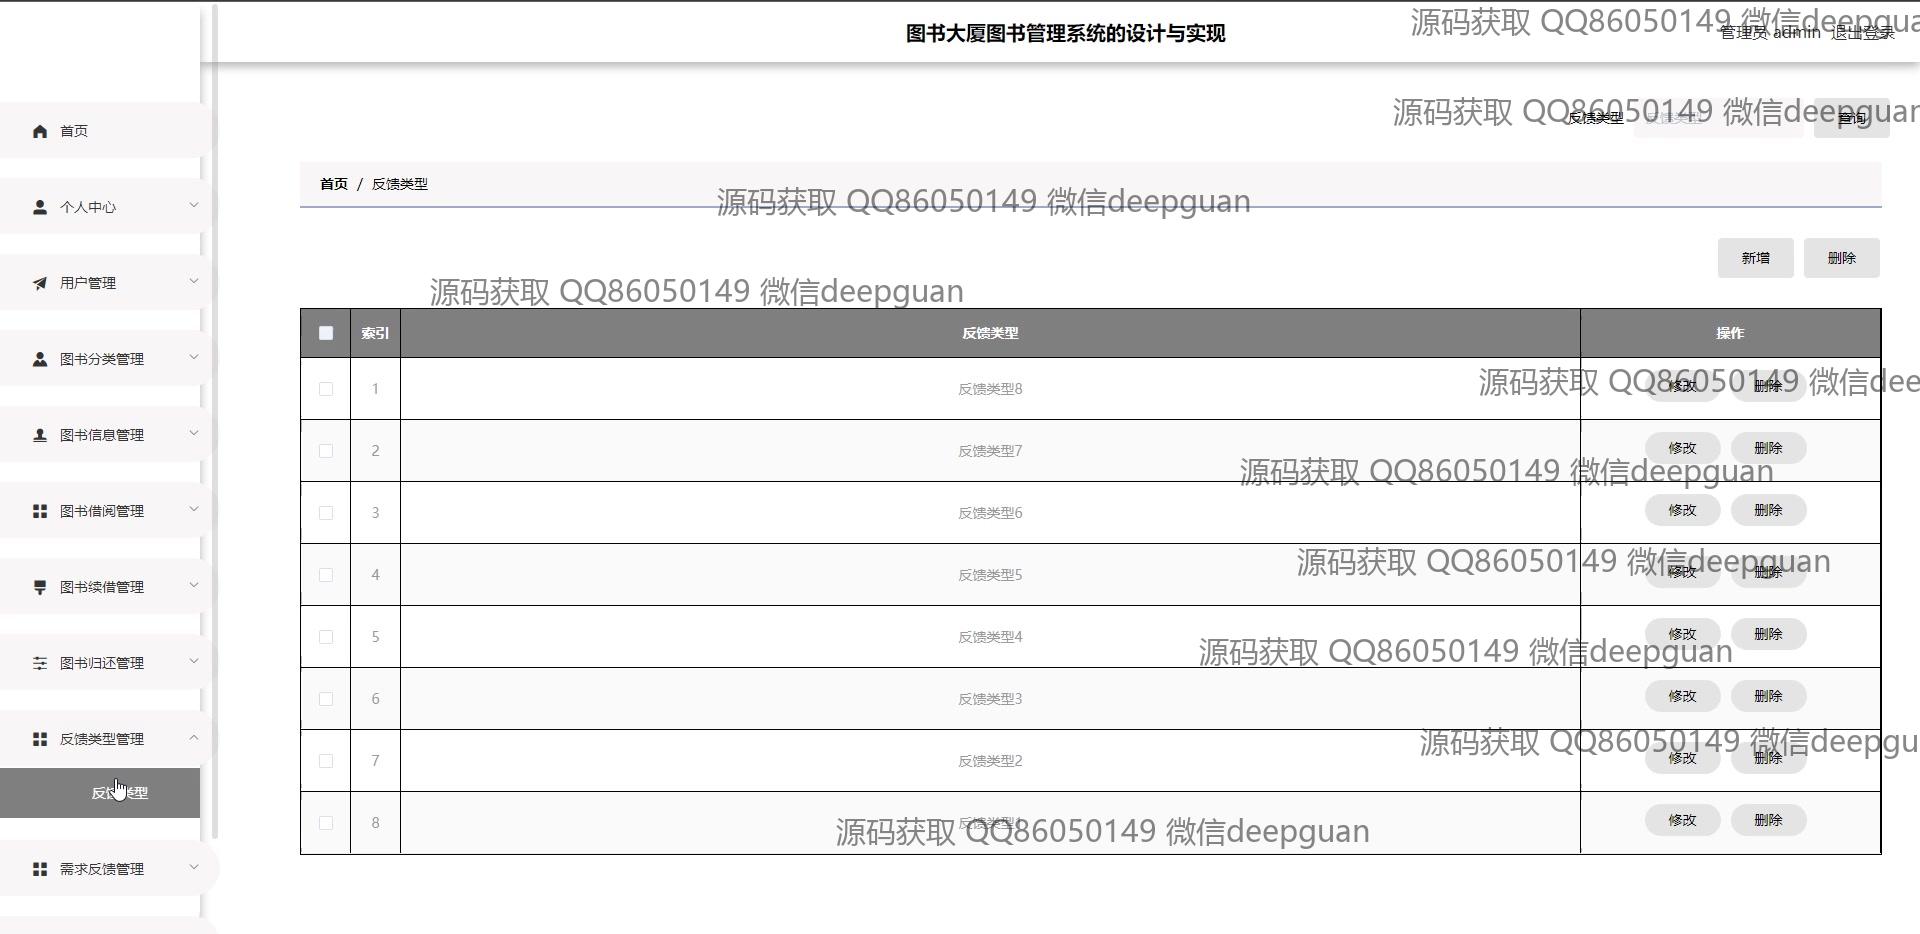 图书大厦图书管理系统的设计与实现
源码获取 QQ86050149 微信deepgua
管理员 admin 退出登录
源码获取 QQ86050149 微信deepguan
反馈类型 反馈类型 查询
首页 / 反馈类型
源码获取 QQ86050149 微信deepguan
新增 删除
源码获取 QQ86050149 微信deepguan
索引 反馈类型 操作
1 反馈类型8 修改 删除
源码获取 QQ86050149 微信dee
2 反馈类型7 修改 删除
源码获取 QQ86050149 微信deepguan
3 反馈类型6 修改 删除
4 反馈类型5 修改 删除
源码获取 QQ86050149 微信deepguan
5 反馈类型4 修改 删除
源码获取 QQ86050149 微信deepguan
6 反馈类型3 修改 删除
7 反馈类型2 修改 删除
源码获取 QQ86050149 微信deepgu
8 反馈类型1 修改 删除
源码获取 QQ86050149 微信deepguan
首页
个人中心
用户管理
图书分类管理
图书信息管理
图书借阅管理
图书续借管理
图书归还管理
反馈类型管理
反馈类型
需求反馈管理